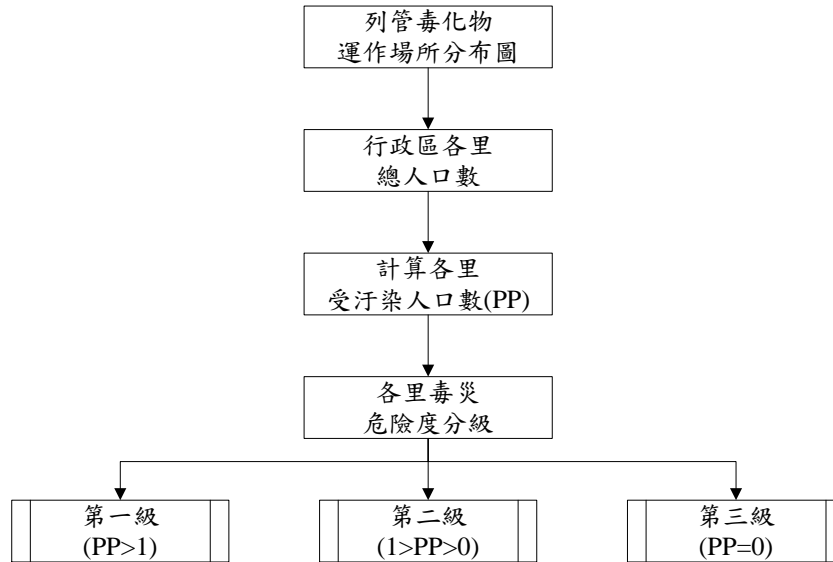 列管毒化物
運作場所分布圖
行政區各里
總人口數
計算各里
受汙染人口數(PP)
各里毒災
危險度分級
第一級
(PP>1)
第二級
(1>PP>0)
第三級
(PP=0)